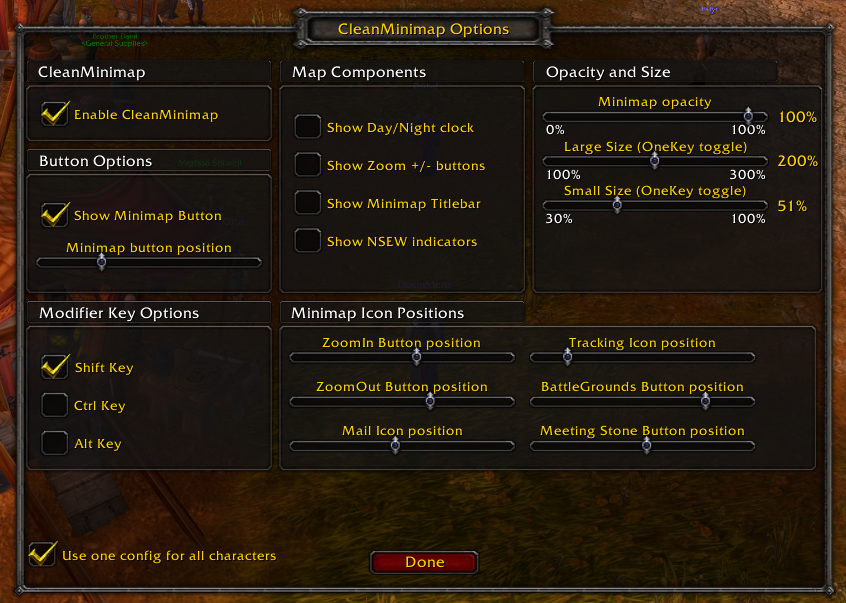 CleanMinimap Options
Brother Danil
<General Supplies>
CleanMinimap
Enable CleanMinimap
Button Options
Show Minimap Button
Minimap button position
Map Components
Show Day/Night clock
Show Zoom +/- buttons
Show Minimap Titlebar
Show NSEW indicators
Opacity and Size
Minimap opacity
100%
0% 100%
Large Size (OneKey toggle)
200%
100% 300%
Small Size (OneKey toggle)
51%
30% 100%
Modifier Key Options
Shift Key
Ctrl Key
Alt Key
Minimap Icon Positions
ZoomIn Button position
Tracking Icon position
ZoomOut Button position
BattleGrounds Button position
Mail Icon position
Meeting Stone Button position
Use one config for all characters
Done